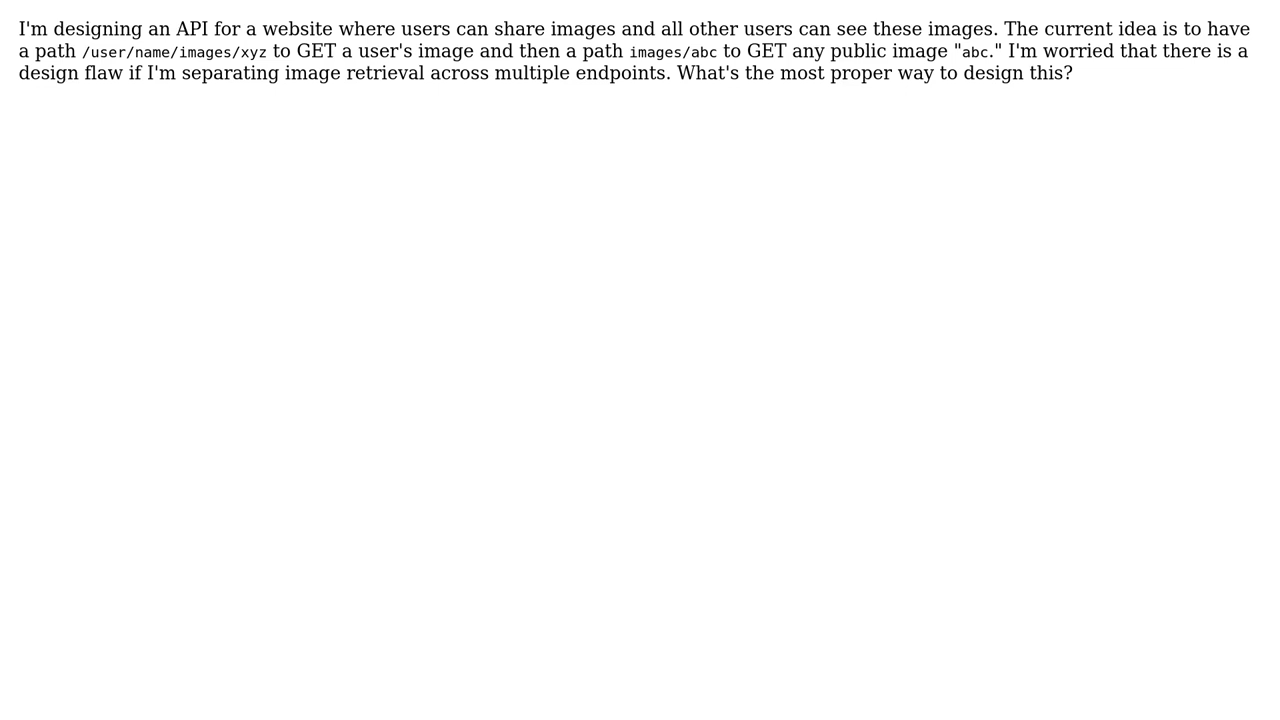 I'm designing an API for a website where users can share images and all other users can see these images. The current idea is to have
a path /user/name/images/xyz to GET a user's image and then a path images/abc to GET any public image "abc." I'm worried that there is a
design flaw if I'm separating image retrieval across multiple endpoints. What's the most proper way to design this?